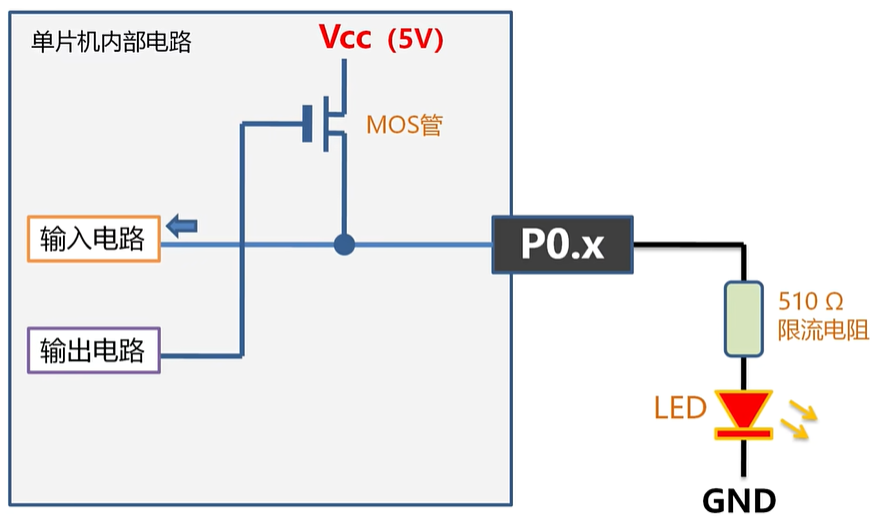 单片机内部电路
Vcc（5V）
MOS管
输入电路
P0.x
输出电路
510 Ω
限流电阻
LED
GND